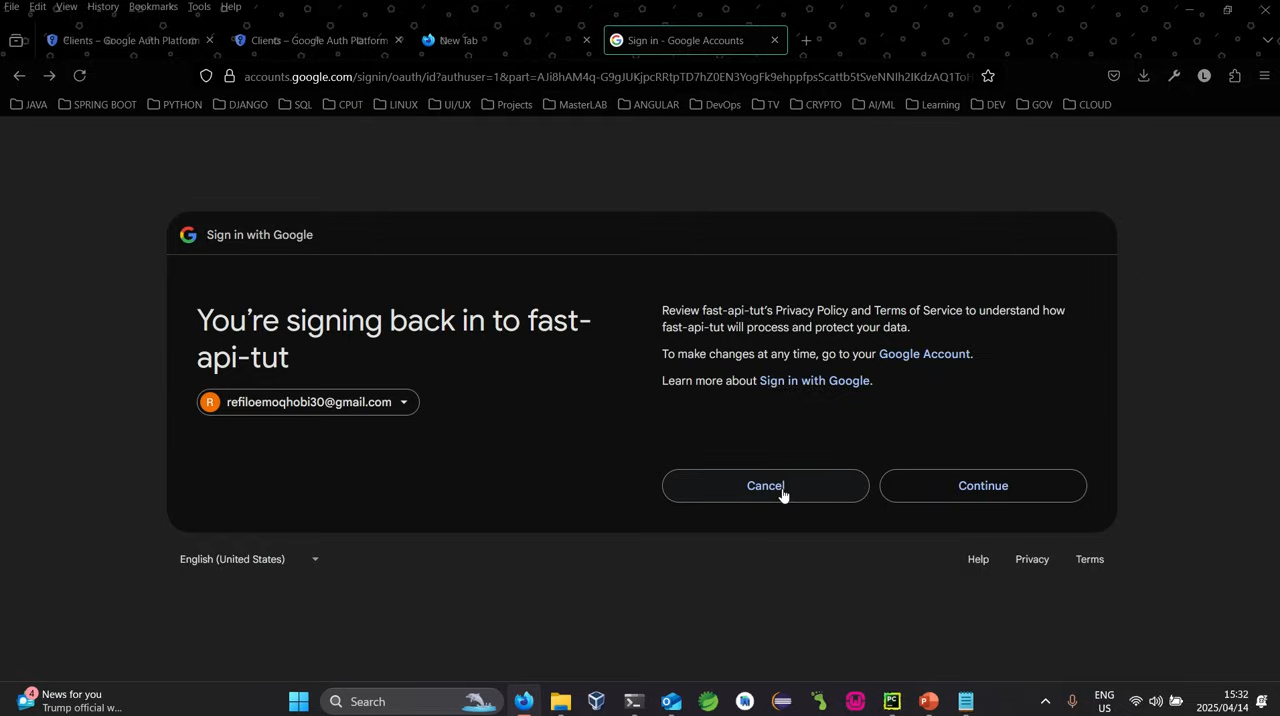 File Edit View History Bookmarks Tools Help
Clients – Google Auth Platform
Clients – Google Auth Platform
New Tab
Sign in - Google Accounts
accounts.google.com/signin/oauth/id?authuser=1&part=AJi8hAM4q-G9gJUKjpcRRtpTD7hZ0EN3YogFk9ehppfpsScattb5tSveNNIh2IKdzAQ1ToH
JAVA SPRING BOOT PYTHON DJANGO SQL CPUT LINUX UI/UX Projects MasterLAB ANGULAR DevOps TV CRYPTO AI/ML Learning DEV GOV CLOUD
G Sign in with Google
You're signing back in to fast-
api-tut
R refiloemoqhobi30@gmail.com
Review fast-api-tut's Privacy Policy and Terms of Service to understand how
fast-api-tut will process and protect your data.
To make changes at any time, go to your Google Account.
Learn more about Sign in with Google.
Cancel
Continue
English (United States)
Help Privacy Terms
4
News for you
Trump official w...
Search
PC
ENG
US
15:32
2025/04/14